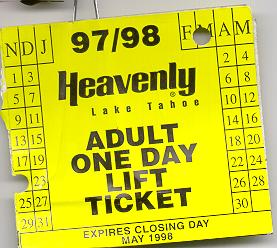 N D J 97/98 F M A M
1 3
5 7
9 11
13 15
17 19
23
25 27
29 31
Heavenly®
Lake Tahoe
ADULT
ONE DAY
LIFT
TICKET
2 4
6 8
10 12
14 16
18 20
22 24
26 28
30
EXPIRES CLOSING DAY
MAY 1998